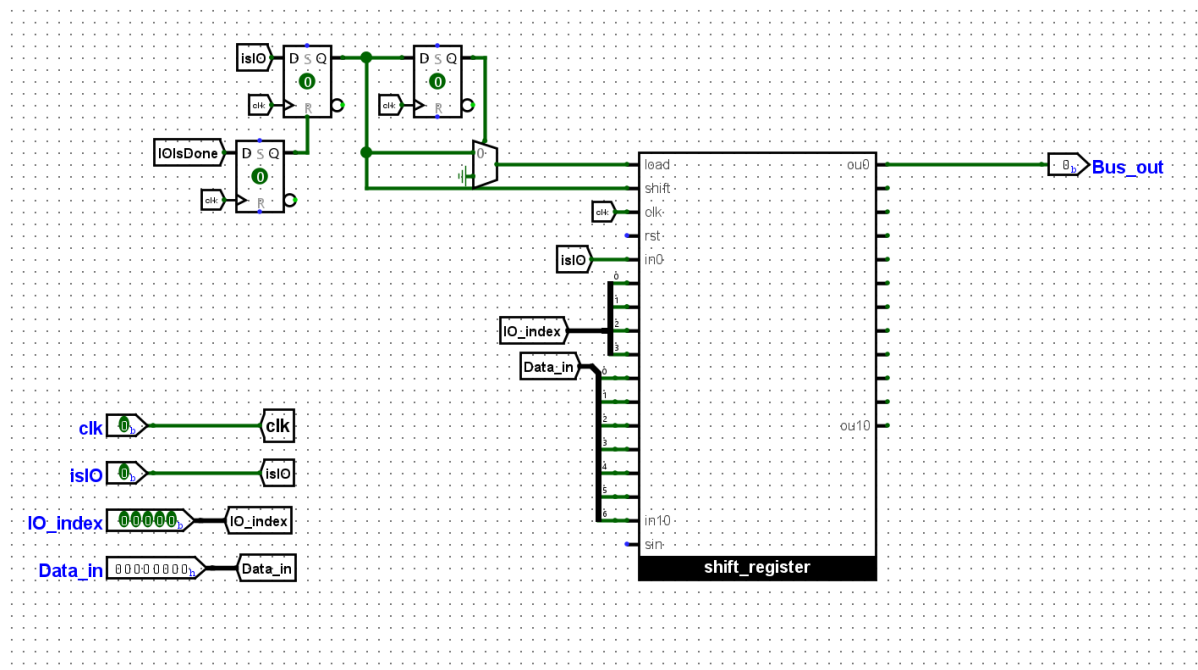 isIO
D S Q
0
R
clk
D S Q
0
R
clk
IOIsDone
D S Q
0
R
clk
0
load
shift
clk
rst
in0
in10
sin
ou0
ou10
shift_register
clk
isIO
0
1
2
3
IO_index
Data_in
0
1
2
3
4
5
6
0b
Bus_out
clk
0b
clk
isIO
0b
isIO
IO_index
00000b
IO_index
Data_in
00000000h
Data_in